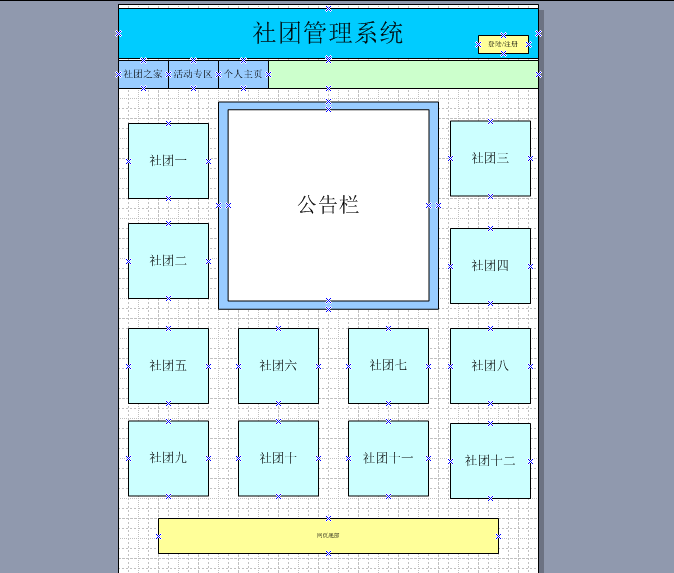 社团管理系统
登陆/注册
社团之家
活动专区
个人主页
社团一
公告栏
社团三
社团二
社团四
社团五
社团六
社团七
社团八
社团九
社团十
社团十一
社团十二
网页底部